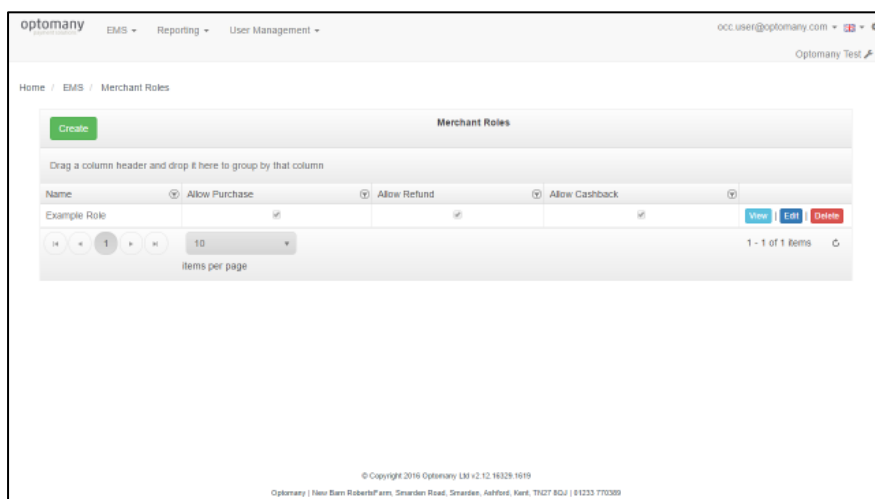 optomany
EMS Reporting User Management occ.user@optomany.com
Optomany Test
Home / EMS / Merchant Roles
Create Merchant Roles
Drag a column header and drop it here to group by that column
Name Allow Purchase Allow Refund Allow Cashback
Example Role View | Edit | Delete
1 10 1 - 1 of 1 items
items per page
© Copyright 2016 Optomany Ltd v2.12.16329.1619
Optomany | New Barn RobertsFarm, Smarden Road, Smarden, Ashford, Kent, TN27 8QJ | 01233 770389